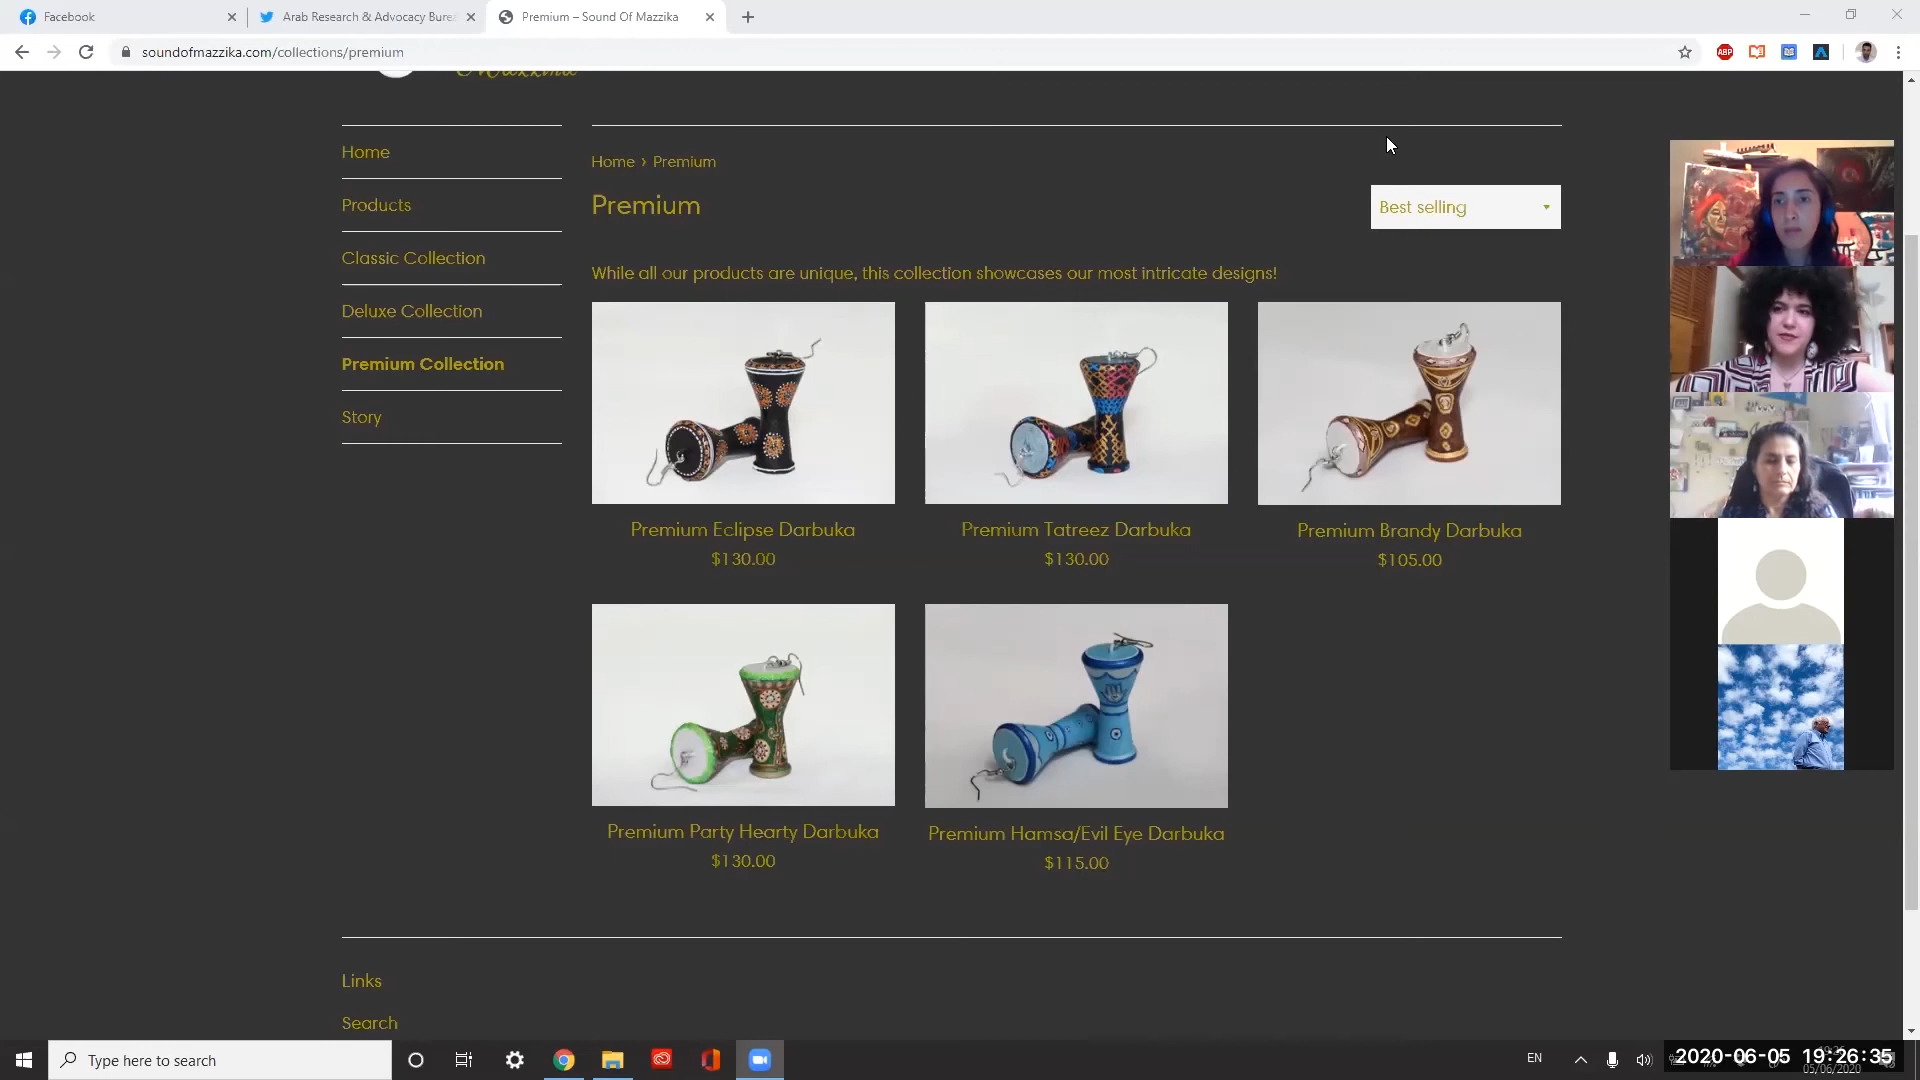 Facebook
Arab Research & Advocacy Bure
Premium – Sound Of Mazzika
soundofmazzika.com/collections/premium
ABP
Home
Products
Classic Collection
Deluxe Collection
Premium Collection
Story
Home › Premium
Premium
Best selling
While all our products are unique, this collection showcases our most intricate designs!
Premium Eclipse Darbuka
$130.00
Premium Tatreez Darbuka
$130.00
Premium Brandy Darbuka
$105.00
Premium Party Hearty Darbuka
$130.00
Premium Hamsa/Evil Eye Darbuka
$115.00
Links
Search
Type here to search
EN
2020-06-05 19:26:35
05/06/2020